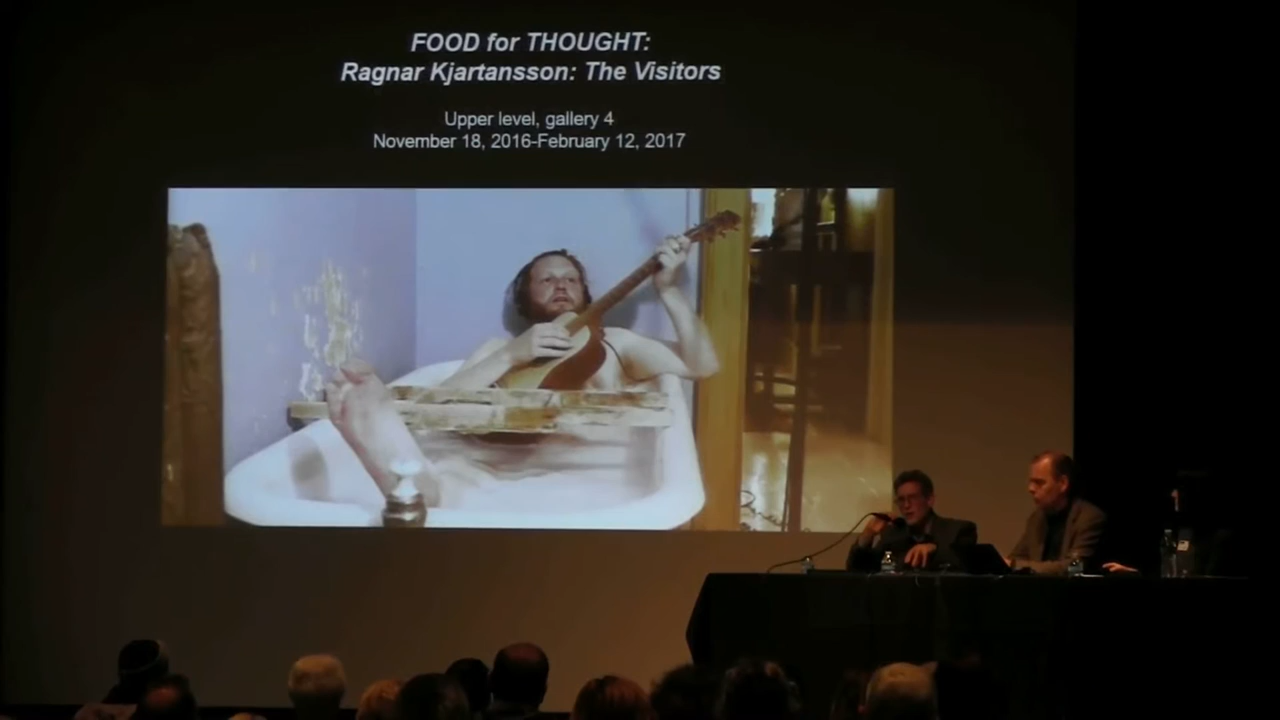 FOOD for THOUGHT:
Ragnar Kjartansson: The Visitors
Upper level, gallery 4
November 18, 2016-February 12, 2017